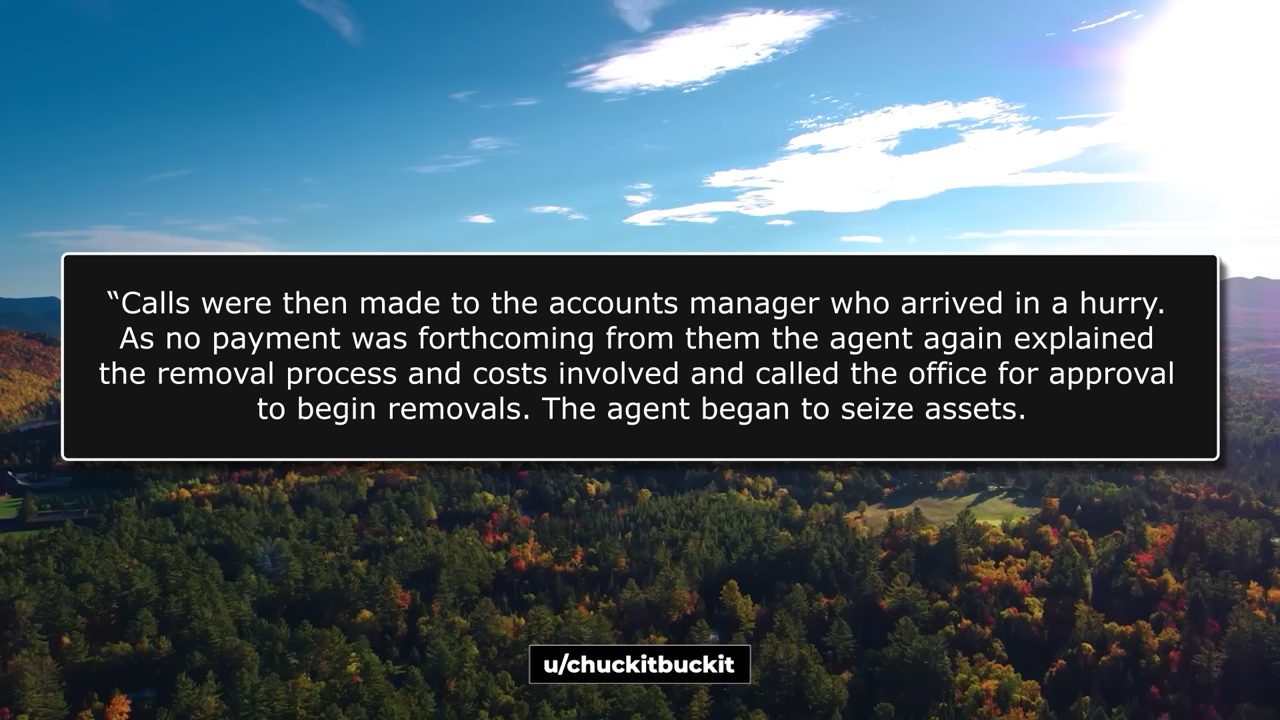 “Calls were then made to the accounts manager who arrived in a hurry.
As no payment was forthcoming from them the agent again explained
the removal process and costs involved and called the office for approval
to begin removals. The agent began to seize assets.
u/chuckitbuckit